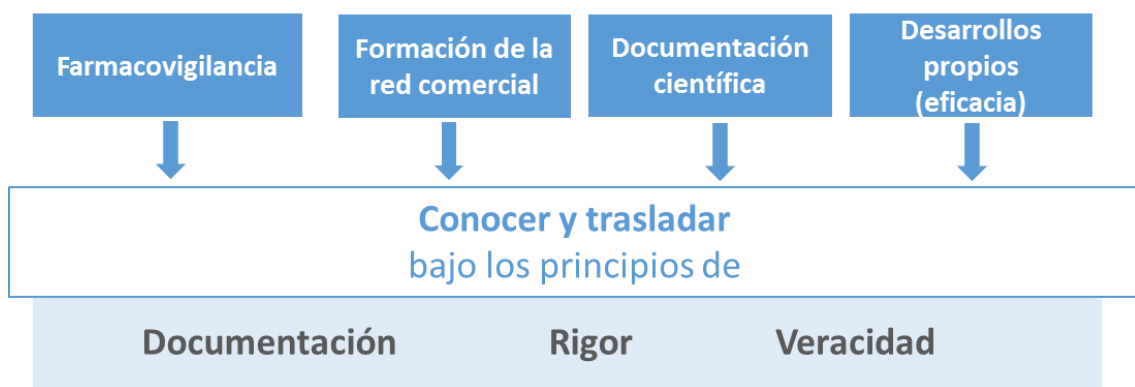 Farmacovigilancia
Formación de la
red comercial
Documentación
científica
Desarrollos
propios
(eficacia)
Conocer y trasladar
bajo los principios de
Documentación Rigor Veracidad